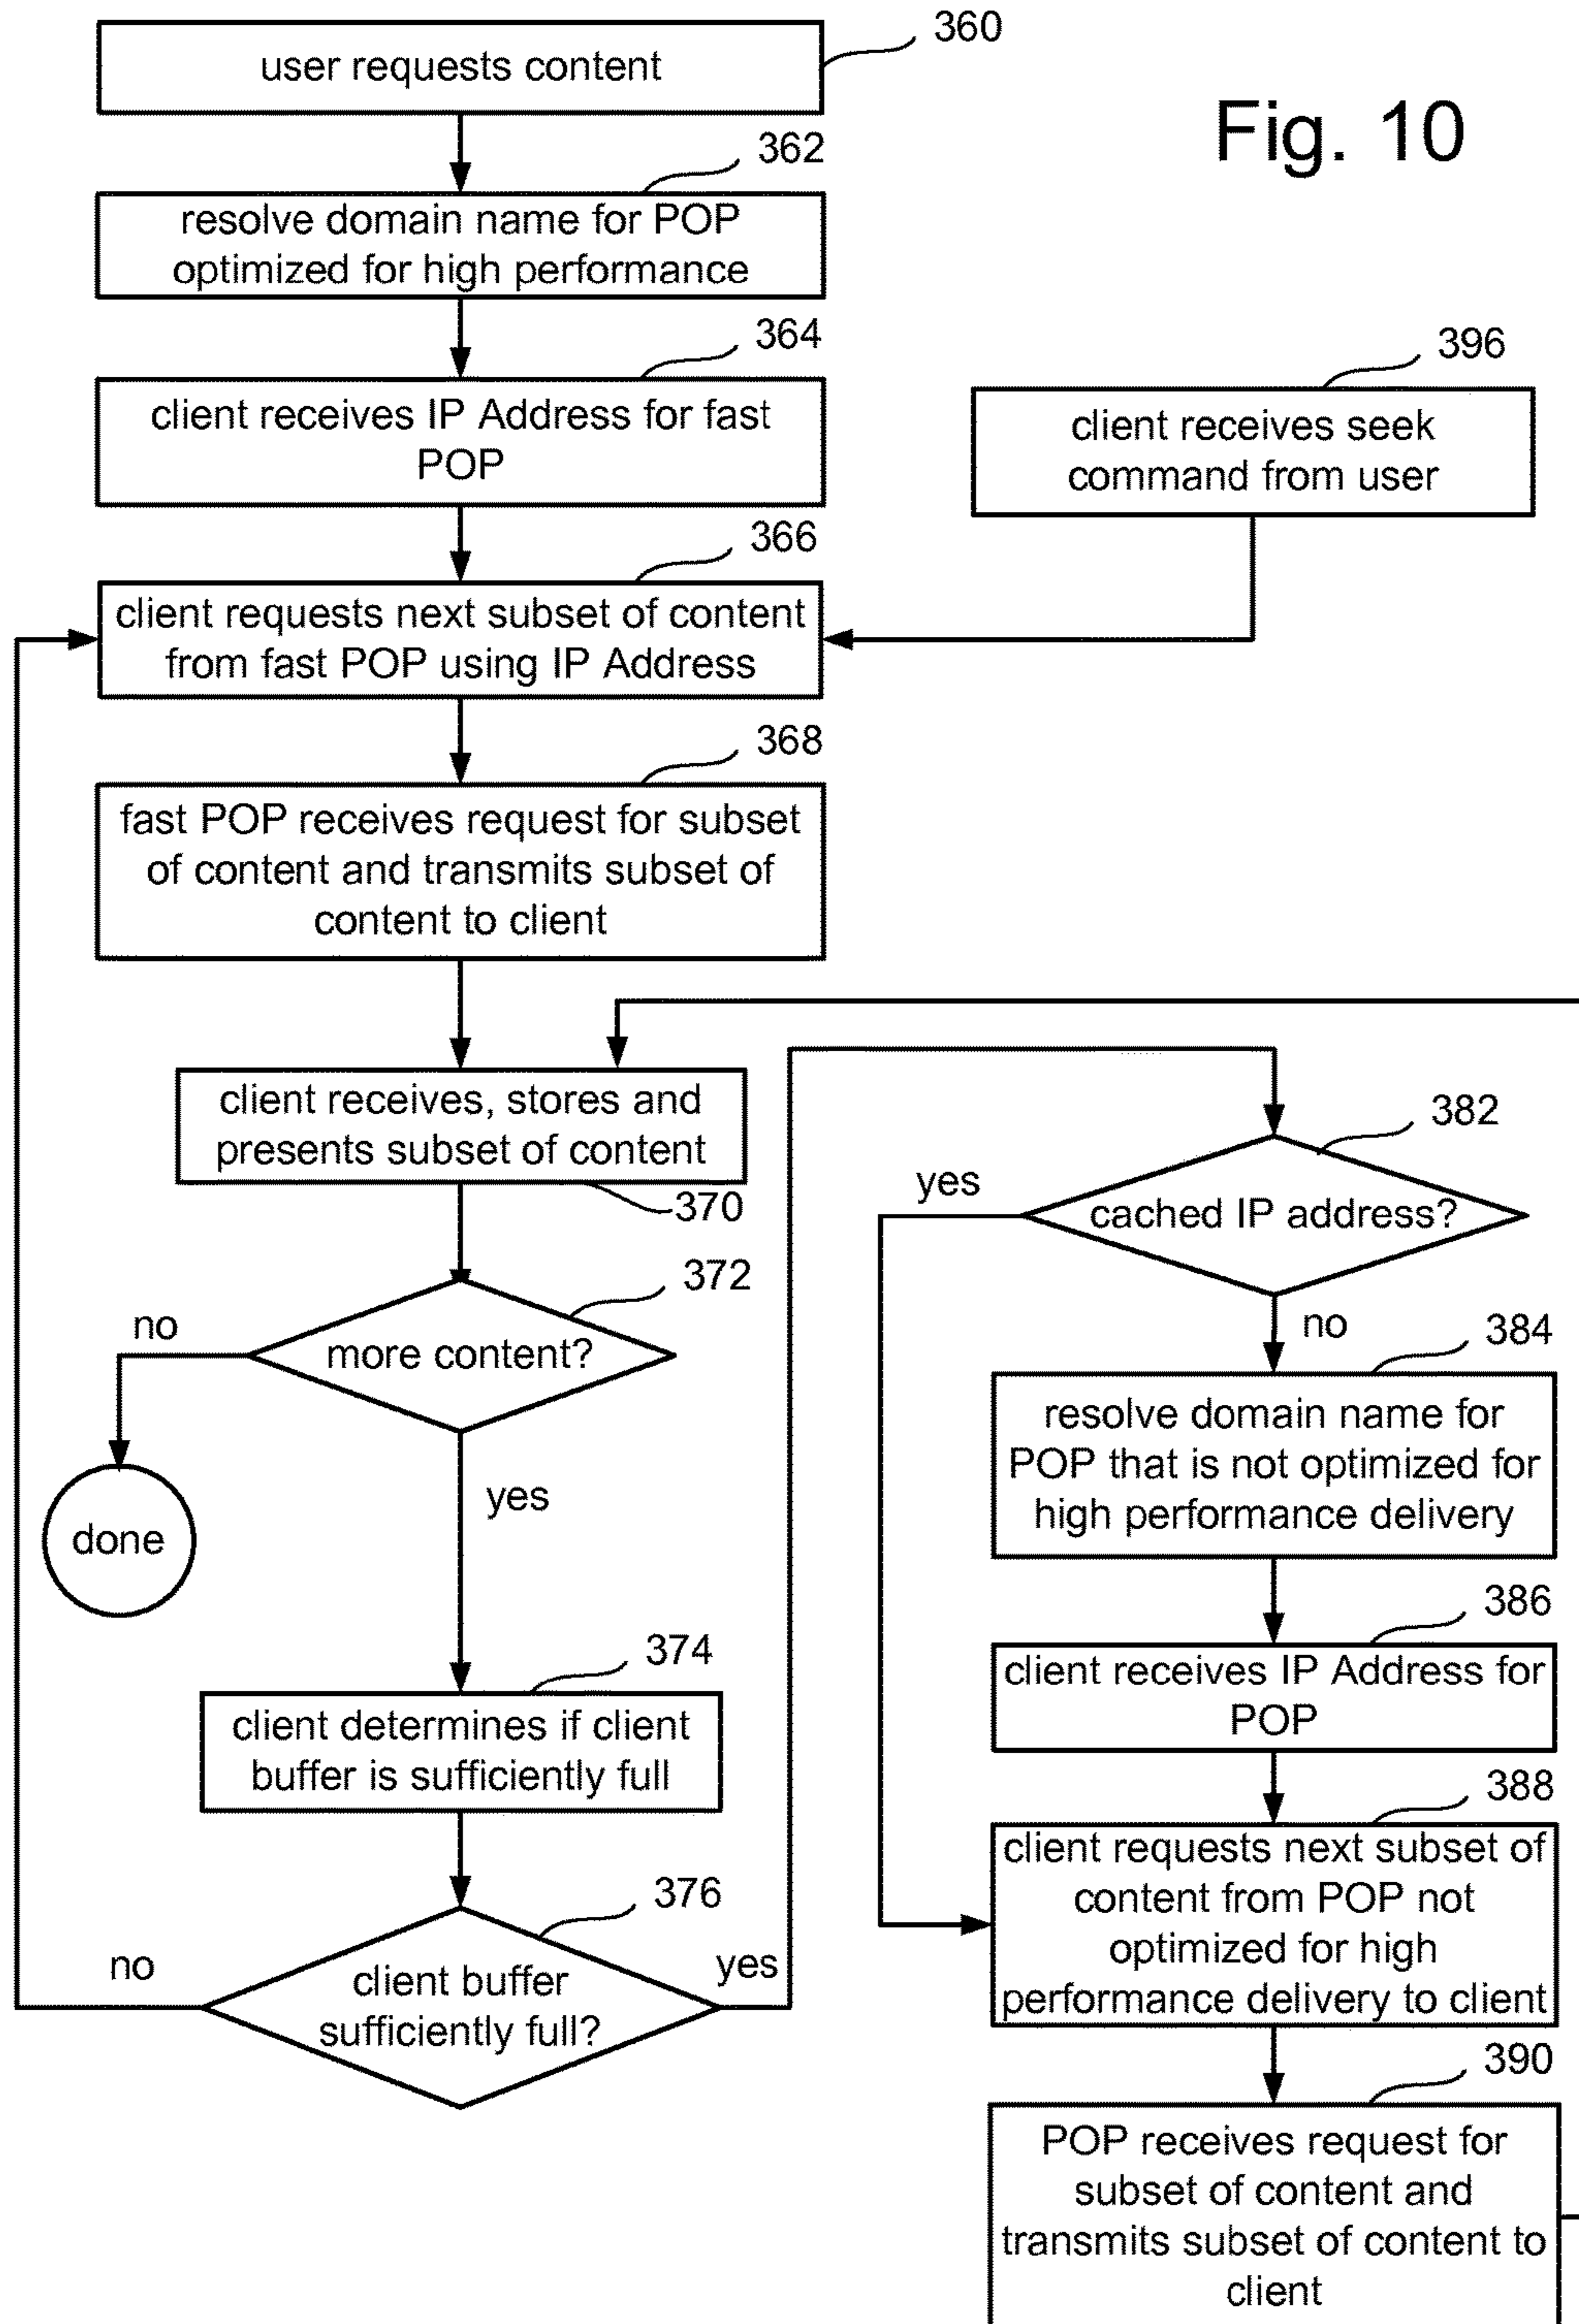 Fig. 10
360
user requests content
362
resolve domain name for POP
optimized for high performance
364
client receives IP Address for fast
POP
396
client receives seek
command from user
366
client requests next subset of content
from fast POP using IP Address
368
fast POP receives request for subset
of content and transmits subset of
content to client
client receives, stores and
presents subset of content
370
372
more content?
no
done
yes
374
client determines if client
buffer is sufficiently full
376
client buffer
sufficiently full?
no
yes
382
cached IP address?
yes
no
384
resolve domain name for
POP that is not optimized for
high performance delivery
386
client receives IP Address for
POP
388
client requests next subset of
content from POP not
optimized for high
performance delivery to client
390
POP receives request for
subset of content and
transmits subset of content to
client